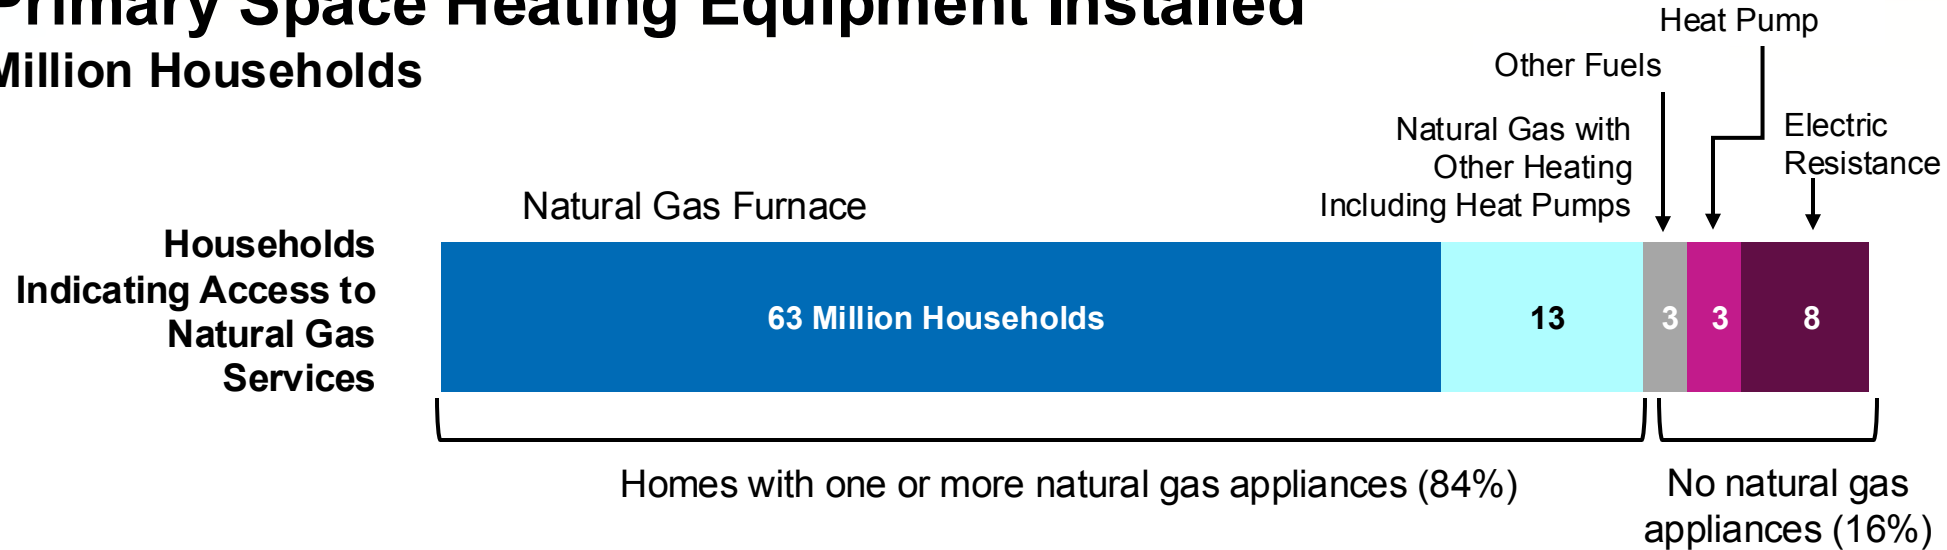 Primary Space Heating Equipment Installed
Million Households
Heat Pump
Other Fuels
Natural Gas with
Other Heating
Including Heat Pumps
Electric
Resistance
Natural Gas Furnace
Households
Indicating Access to
Natural Gas
Services
63 Million Households
13
3
3
8
Homes with one or more natural gas appliances (84%)
No natural gas
appliances (16%)